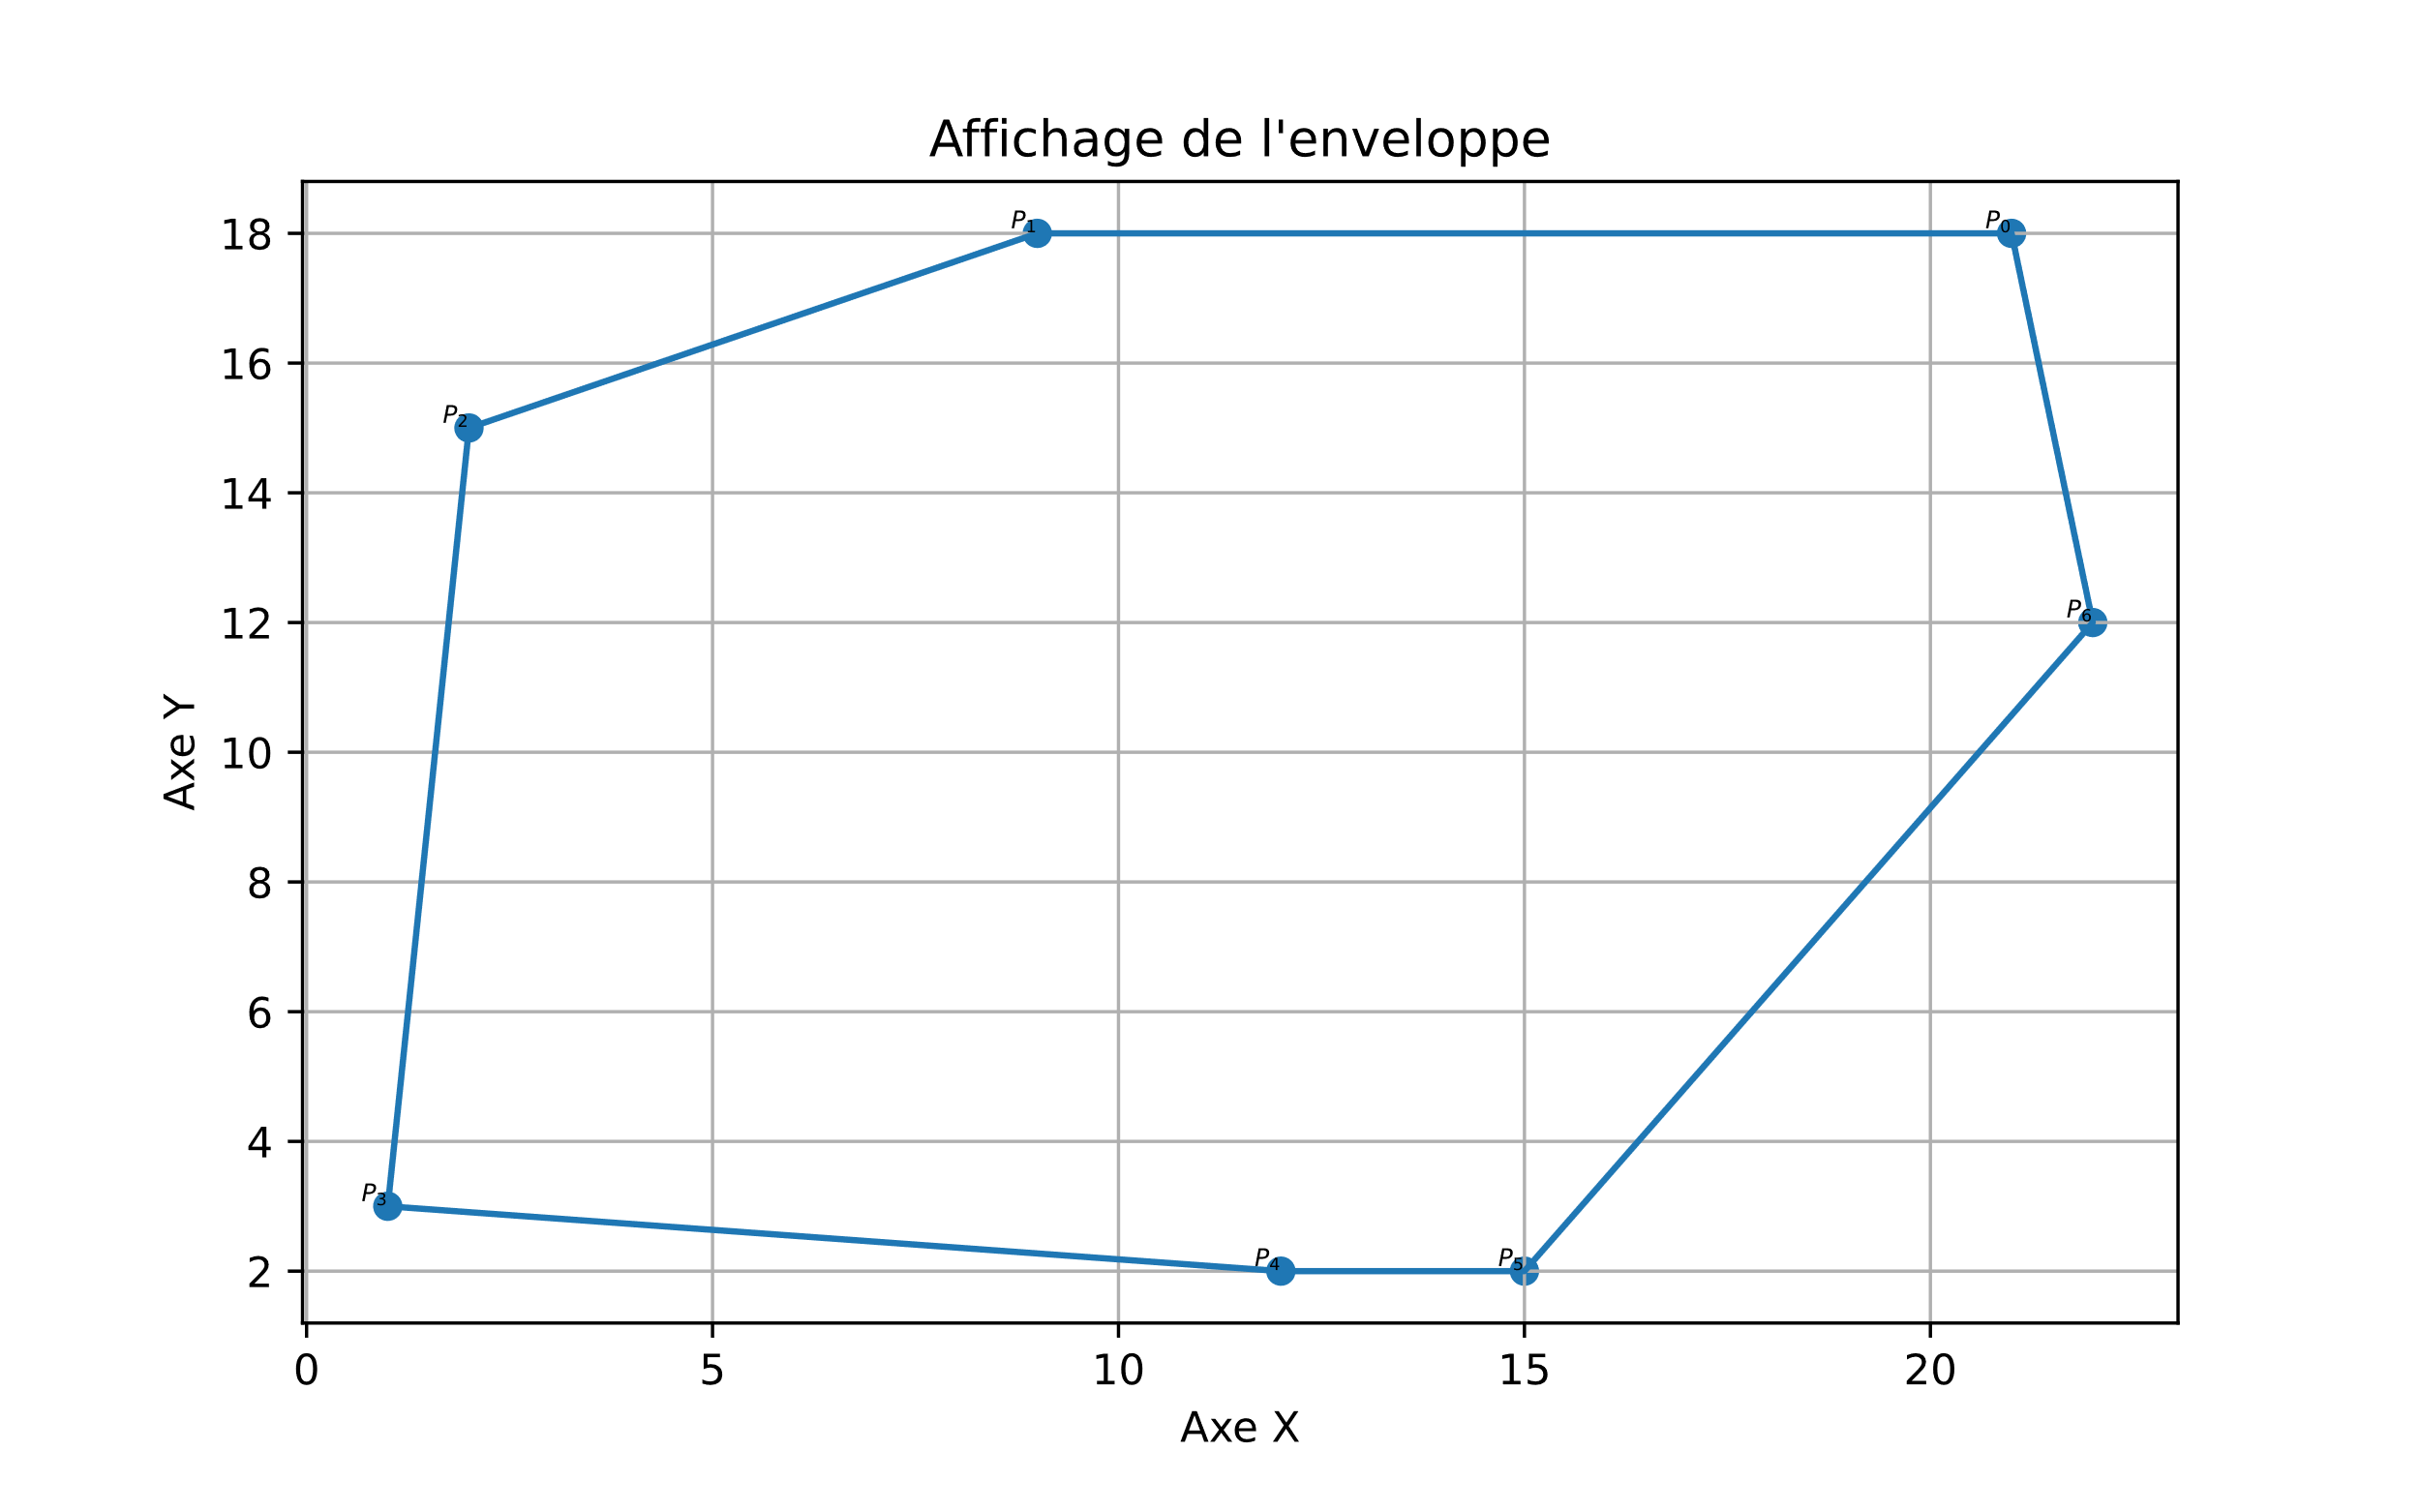 Affichage de l'enveloppe
18
16
14
12
10
8
6
4
2
Axe Y
P₁
P₀
P₂
P₆
P₃
P₄
P₅
0 5 10 15 20
Axe X